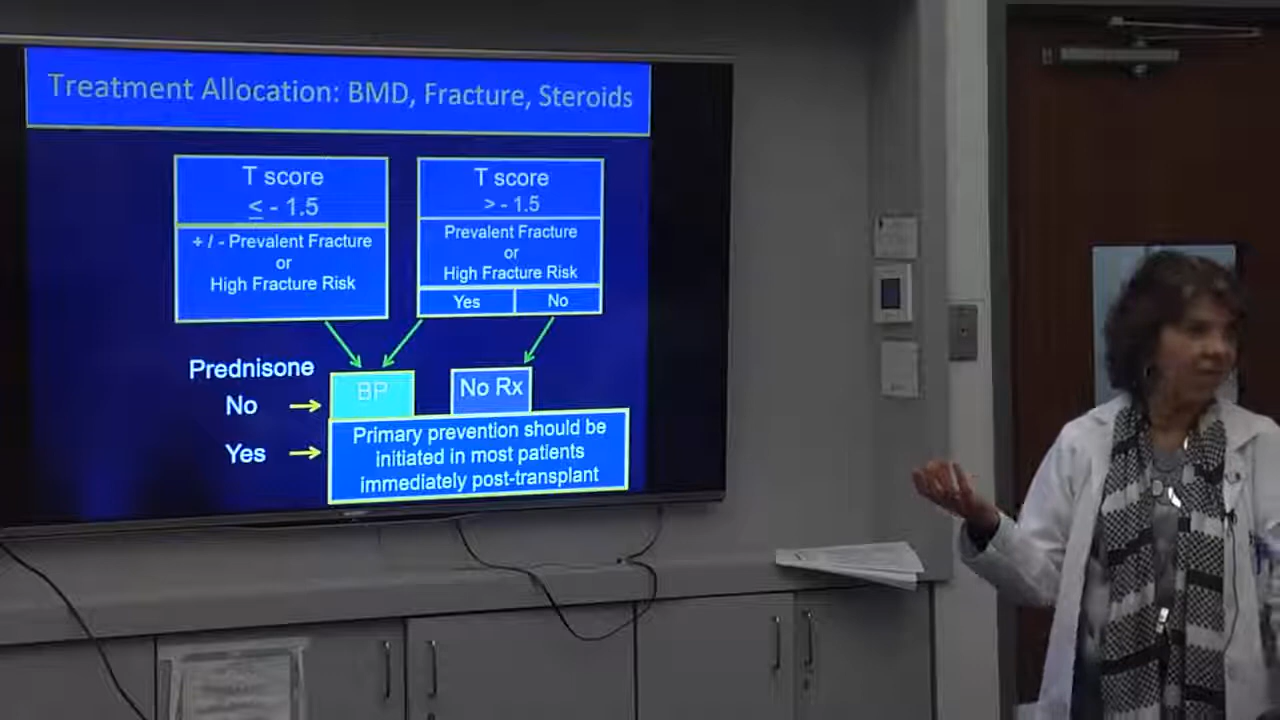 Treatment Allocation: BMD, Fracture, Steroids
T score
≤ - 1.5
+ / - Prevalent Fracture
or
High Fracture Risk
T score
> - 1.5
Prevalent Fracture
or
High Fracture Risk
Yes
No
Prednisone
No
BP
No Rx
Yes
Primary prevention should be
initiated in most patients
immediately post-transplant